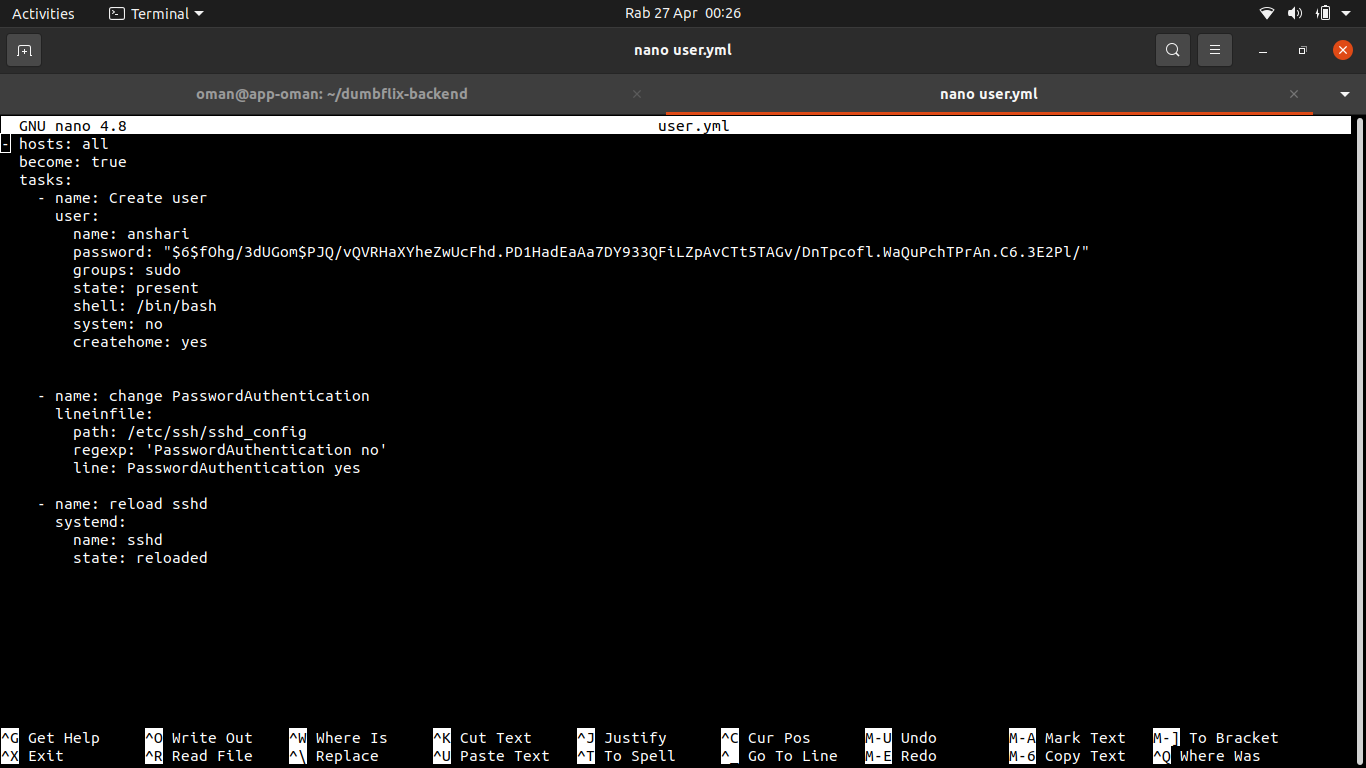 Activities Terminal Rab 27 Apr 00:26
nano user.yml
oman@app-oman: ~/dumbflix-backend nano user.yml
GNU nano 4.8 user.yml
- hosts: all
  become: true
  tasks:
    - name: Create user
      user:
        name: anshari
        password: "$6$fOhg/3dUGom$PJQ/vQVRHaXYheZwUcFhd.PD1HadEaAa7DY933QFiLZpAvCTt5TAGv/DnTpcofl.WaQuPchTPrAn.C6.3E2Pl/"
        groups: sudo
        state: present
        shell: /bin/bash
        system: no
        createhome: yes
    - name: change PasswordAuthentication
      lineinfile:
        path: /etc/ssh/sshd_config
        regexp: 'PasswordAuthentication no'
        line: PasswordAuthentication yes
    - name: reload sshd
      systemd:
        name: sshd
        state: reloaded
^G Get Help ^O Write Out ^W Where Is ^K Cut Text ^J Justify ^C Cur Pos M-U Undo M-A Mark Text M-] To Bracket
^X Exit ^R Read File ^\ Replace ^U Paste Text ^T To Spell ^_ Go To Line M-E Redo M-6 Copy Text ^Q Where Was